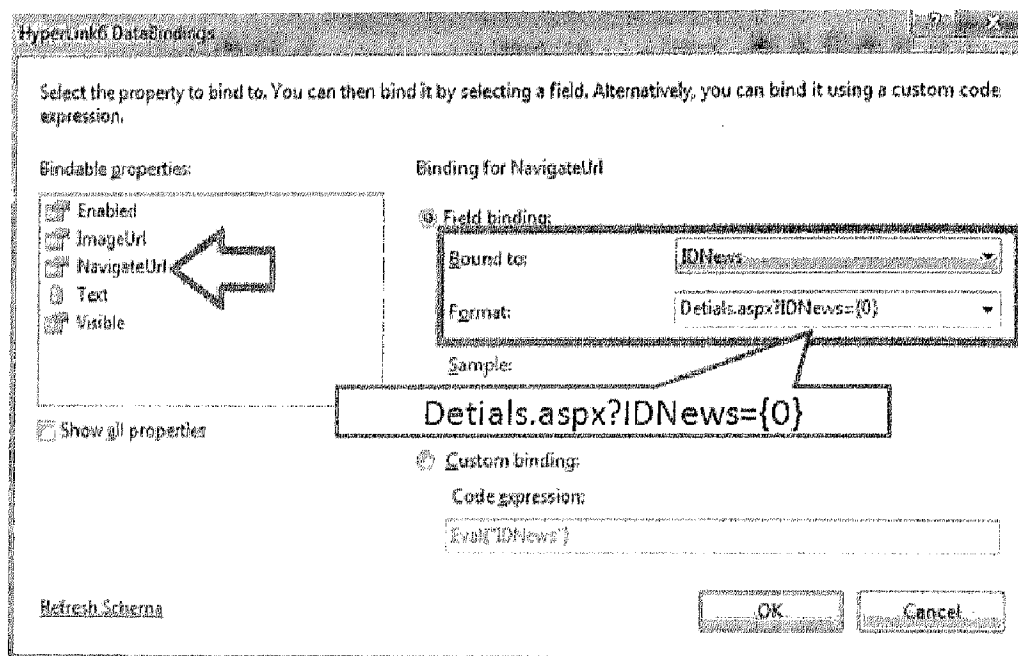 HyperLink6 DataBindings
Select the property to bind to. You can then bind it by selecting a field. Alternatively, you can bind it using a custom code
expression.
Bindable properties:
Enabled
ImageUrl
NavigateUrl
Text
Visible
Show all properties
Binding for NavigateUrl
Field binding:
Bound to:
IDNews
Format:
Detials.aspx?IDNews={0}
Sample:
Detials.aspx?IDNews={0}
Custom binding:
Code expression:
Eval("IDNews")
Refresh Schema
OK
Cancel